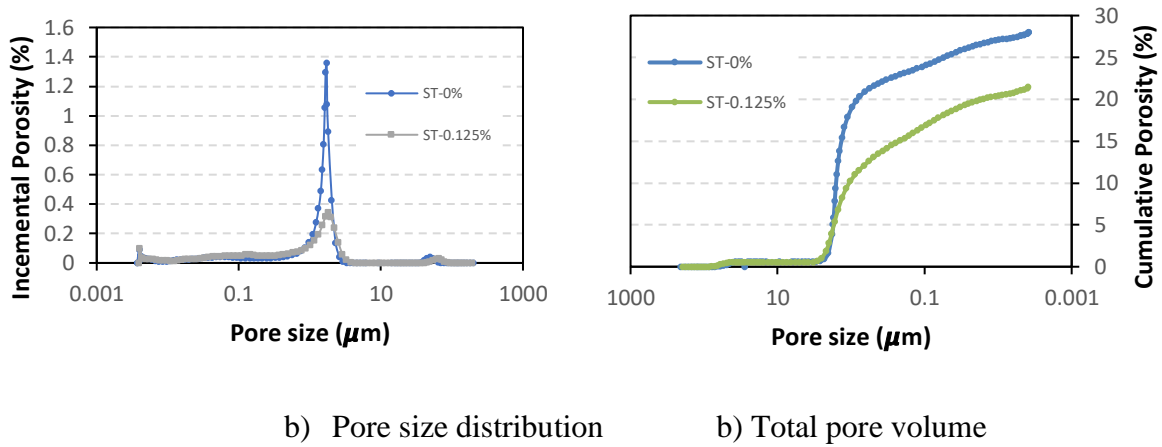 1.6
1.4
1.2
1
0.8
0.6
0.4
0.2
0
Incemental Porosity (%)
ST-0%
ST-0.125%
0.001
0.1
10
1000
Pore size (μm)
30
25
20
15
10
5
0
Cumulative Porosity (%)
ST-0%
ST-0.125%
1000
10
0.1
0.001
Pore size (μm)
b) Pore size distribution
b) Total pore volume